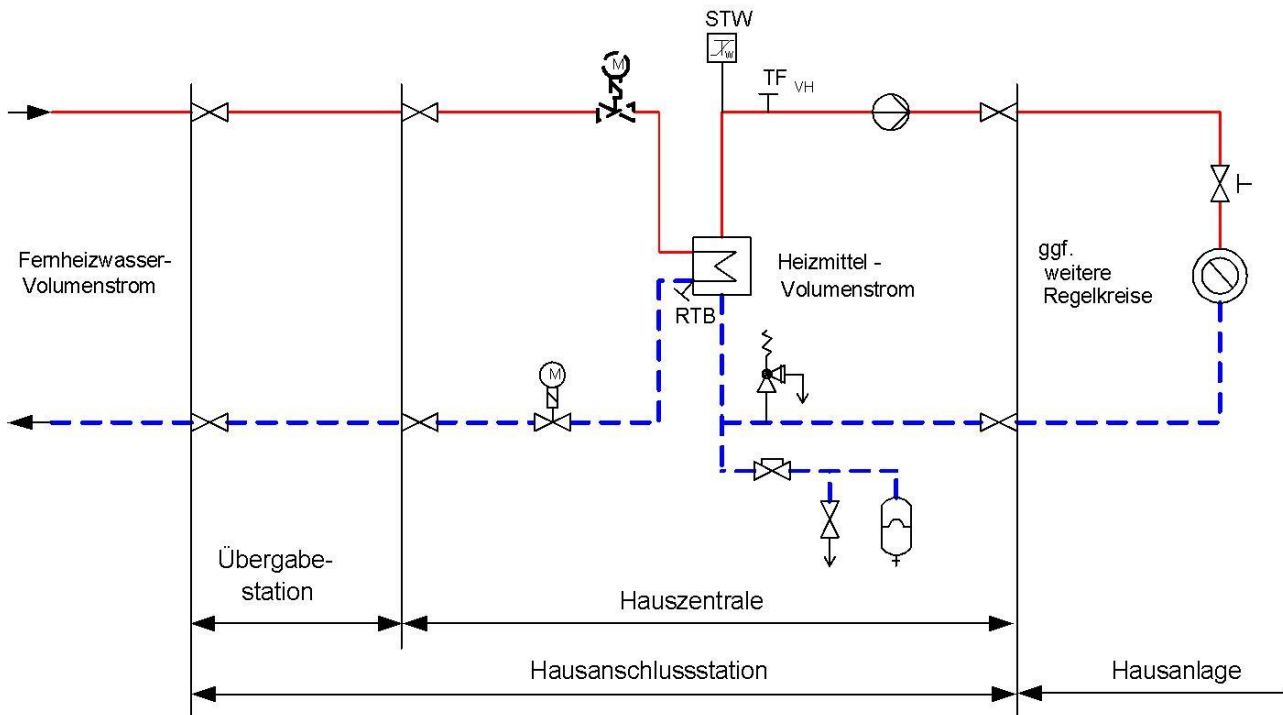 STW
W
M
TF VH
Fernheizwasser-
Volumenstrom
Heizmittel -
Volumenstrom
ggf.
weitere
Regelkreise
RTB
M
Übergabe-
station
Hauszentrale
Hausanschlussstation
Hausanlage